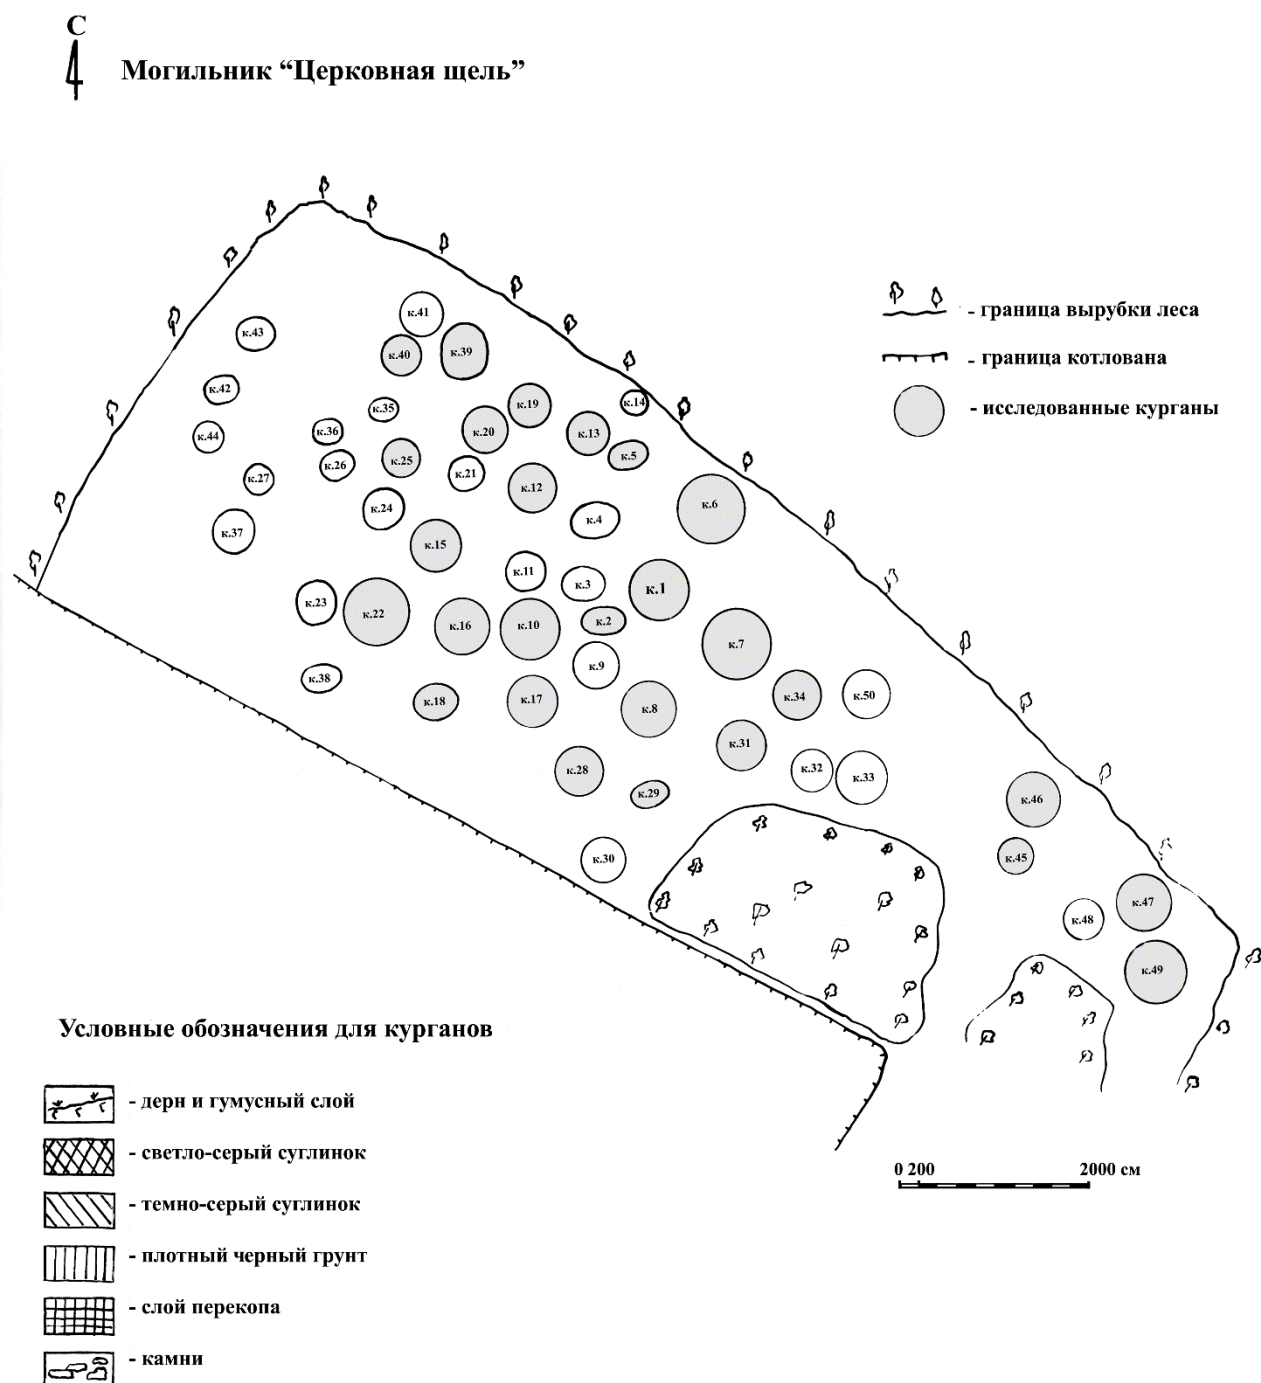 С
Могильник “Церковная щель”
- граница вырубки леса
- граница котлована
- исследованные курганы
к.41
к.43
к.40
к.39
к.42
к.35
к.19
к.14
к.44
к.36
к.20
к.13
к.5
к.26
к.25
к.21
к.27
к.12
к.6
к.24
к.4
к.37
к.15
к.11
к.3
к.1
к.23
к.22
к.16
к.10
к.2
к.7
к.9
к.38
к.18
к.17
к.8
к.34
к.50
к.31
к.28
к.32
к.33
к.29
к.46
к.30
к.45
к.47
к.48
к.49
Условные обозначения для курганов
- дерн и гумусный слой
- светло-серый суглинок
- темно-серый суглинок
- плотный черный грунт
- слой перекопа
- камни
0 200 2000 см